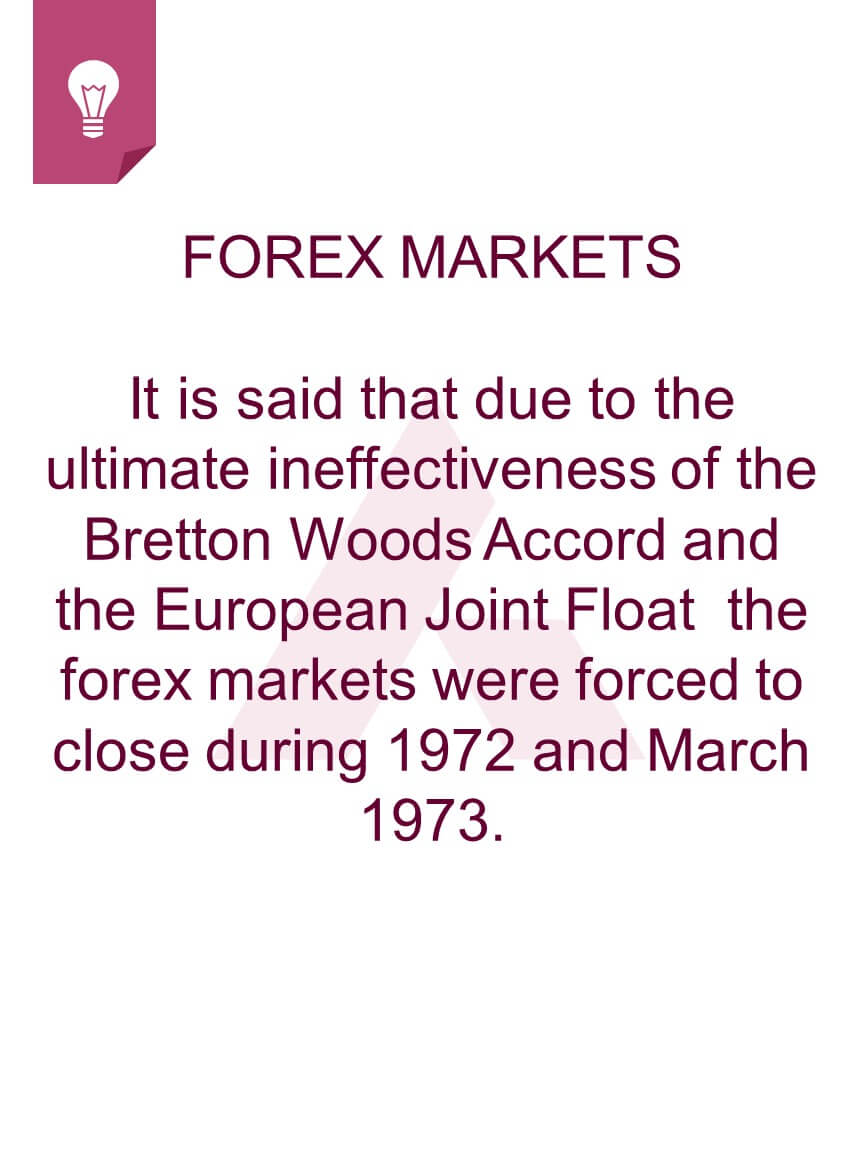 FOREX MARKETS
It is said that due to the
ultimate ineffectiveness of the
Bretton Woods Accord and
the European Joint Float  the
forex markets were forced to
close during 1972 and March
1973.